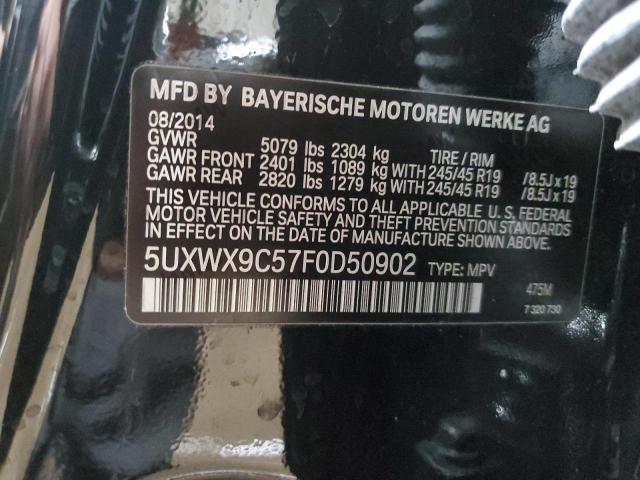 MFD BY BAYERISCHE MOTOREN WERKE AG
08/2014
GVWR 5079 lbs 2304 kg TIRE / RIM
GAWR FRONT 2401 lbs 1089 kg WITH 245/45 R19 / 8.5J x 19
GAWR REAR 2820 lbs 1279 kg WITH 245/45 R19 / 8.5J x 19
THIS VEHICLE CONFORMS TO ALL APPLICABLE U. S. FEDERAL
MOTOR VEHICLE SAFETY AND THEFT PREVENTION STANDARDS
IN EFFECT ON THE DATE OF MANUFACTURE SHOWN ABOVE.
5UXWX9C57F0D50902 TYPE: MPV 475M
7 320 730